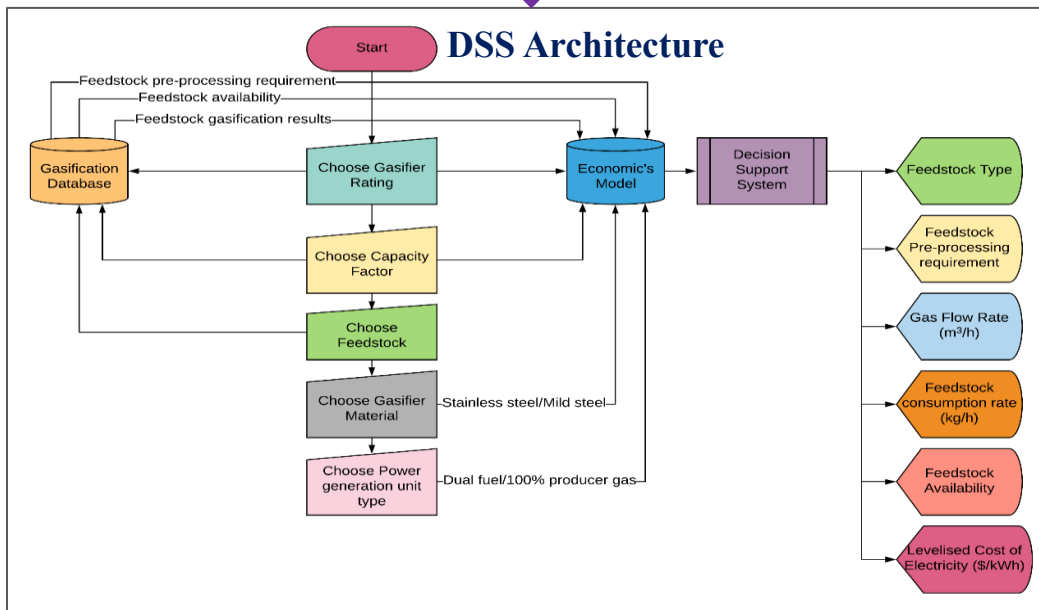 DSS Architecture
Start
Feedstock pre-processing requirement
Feedstock availability
Feedstock gasification results
Gasification
Database
Choose Gasifier
Rating
Economic's
Model
Decision
Support
System
Feedstock Type
Choose Capacity
Factor
Feedstock
Pre-processing
requirement
Choose
Feedstock
Gas Flow Rate
(m³/h)
Choose Gasifier
Material
Stainless steel/Mild steel
Feedstock
consumption rate
(kg/h)
Choose Power
generation unit
type
Dual fuel/100% producer gas
Feedstock
Availability
Levelised Cost of
Electricity ($/kWh)